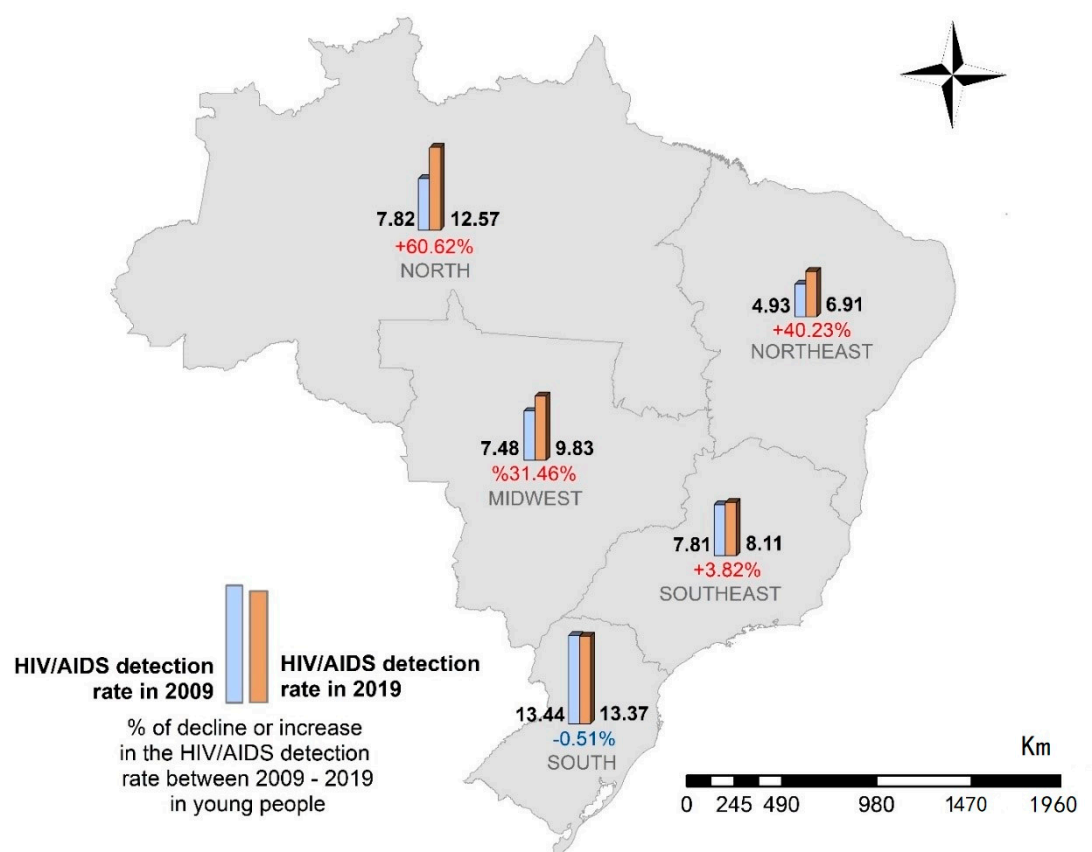 7.82 12.57
+60.62%
NORTH
4.93 6.91
+40.23%
NORTHEAST
7.48 9.83
%31.46%
MIDWEST
7.81 8.11
+3.82%
SOUTHEAST
13.44 13.37
-0.51%
SOUTH
HIV/AIDS detection
rate in 2009
HIV/AIDS detection
rate in 2019
% of decline or increase
in the HIV/AIDS detection
rate between 2009 - 2019
in young people
Km
0 245 490 980 1470 1960